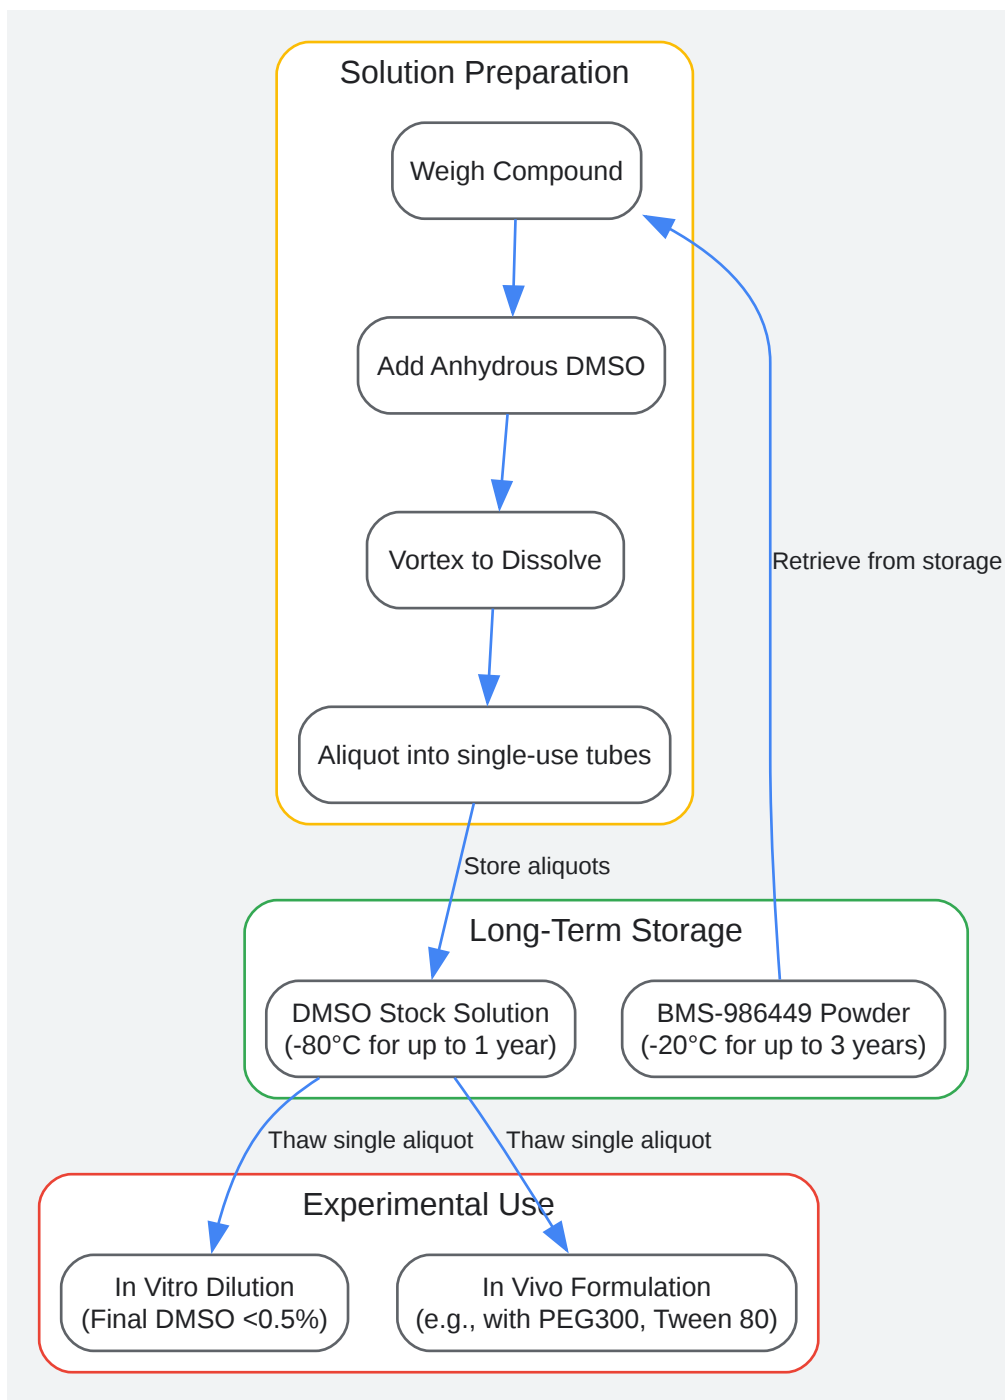 Solution Preparation
Weigh Compound
Add Anhydrous DMSO
Vortex to Dissolve
Retrieve from storage
Aliquot into single-use tubes
Store aliquots
Long-Term Storage
DMSO Stock Solution
(-80°C for up to 1 year)
BMS-986449 Powder
(-20°C for up to 3 years)
Thaw single aliquot
Thaw single aliquot
Experimental Use
In Vitro Dilution
(Final DMSO <0.5%)
In Vivo Formulation
(e.g., with PEG300, Tween 80)